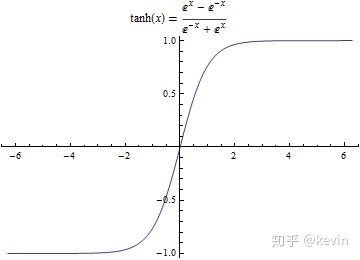 tanh(x) = (e^x − e^−x) / (e^−x + e^x)
1.0
0.5
−6 −4 −2 2 4 6
−0.5
−1.0
知乎 @kevin